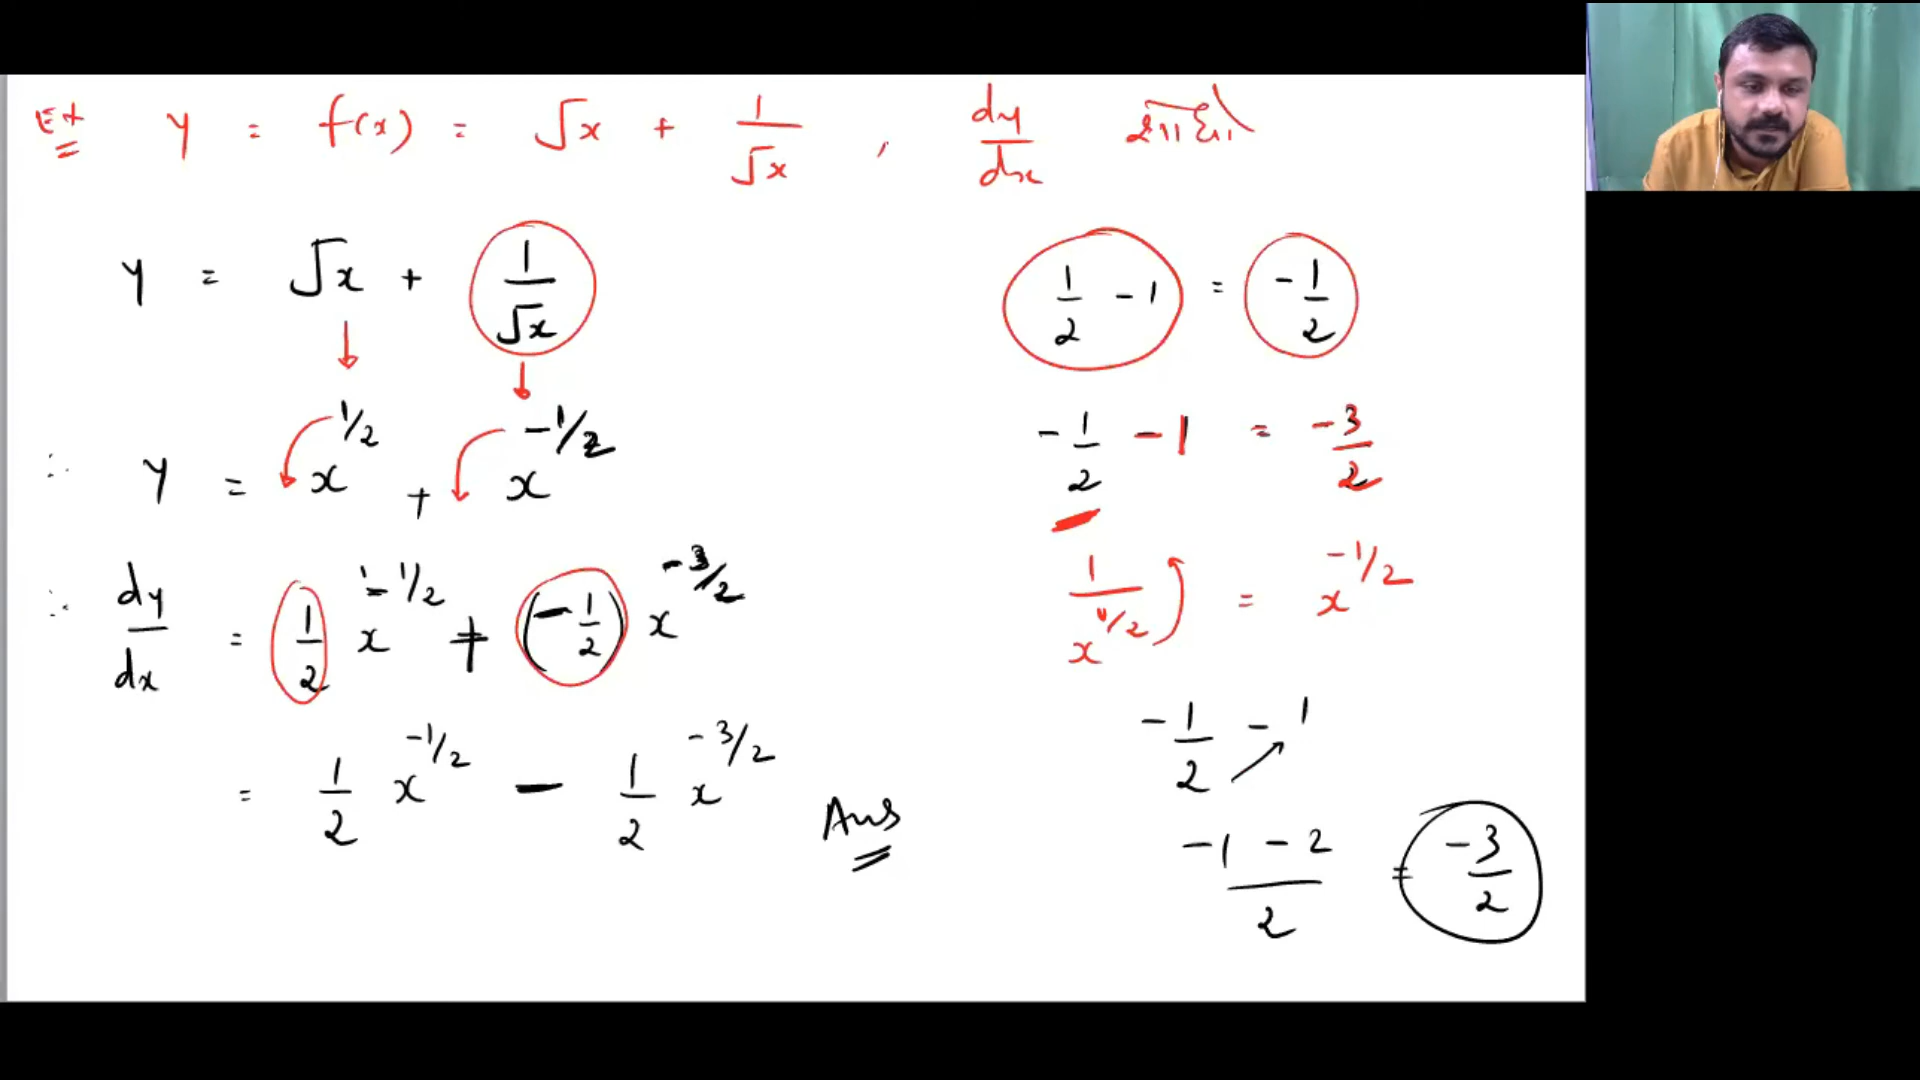 Ex y = f(x) = √x + 1/√x , dy/dx શોધો
y = √x + 1/√x
∴ y = x^(1/2) + x^(-1/2)
∴ dy/dx = 1/2 x^(-1/2) + (-1/2) x^(-3/2)
= 1/2 x^(-1/2) - 1/2 x^(-3/2) Ans
1/2 - 1 = -1/2
-1/2 - 1 = -3/2
1/x^(1/2) = x^(-1/2)
-1/2 - 1
(-1 - 2)/2 = -3/2